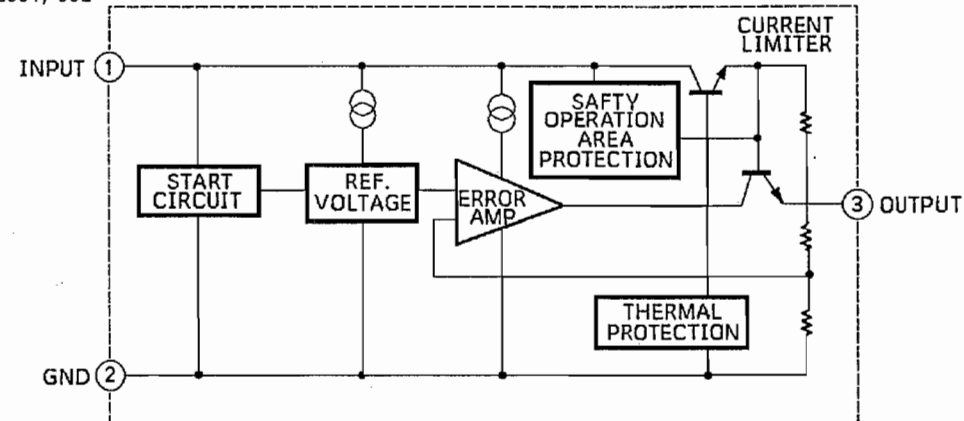 CURRENT
LIMITER
INPUT 1
SAFTY
OPERATION
AREA
PROTECTION
START
CIRCUIT
REF.
VOLTAGE
ERROR
AMP
3 OUTPUT
THERMAL
PROTECTION
GND 2